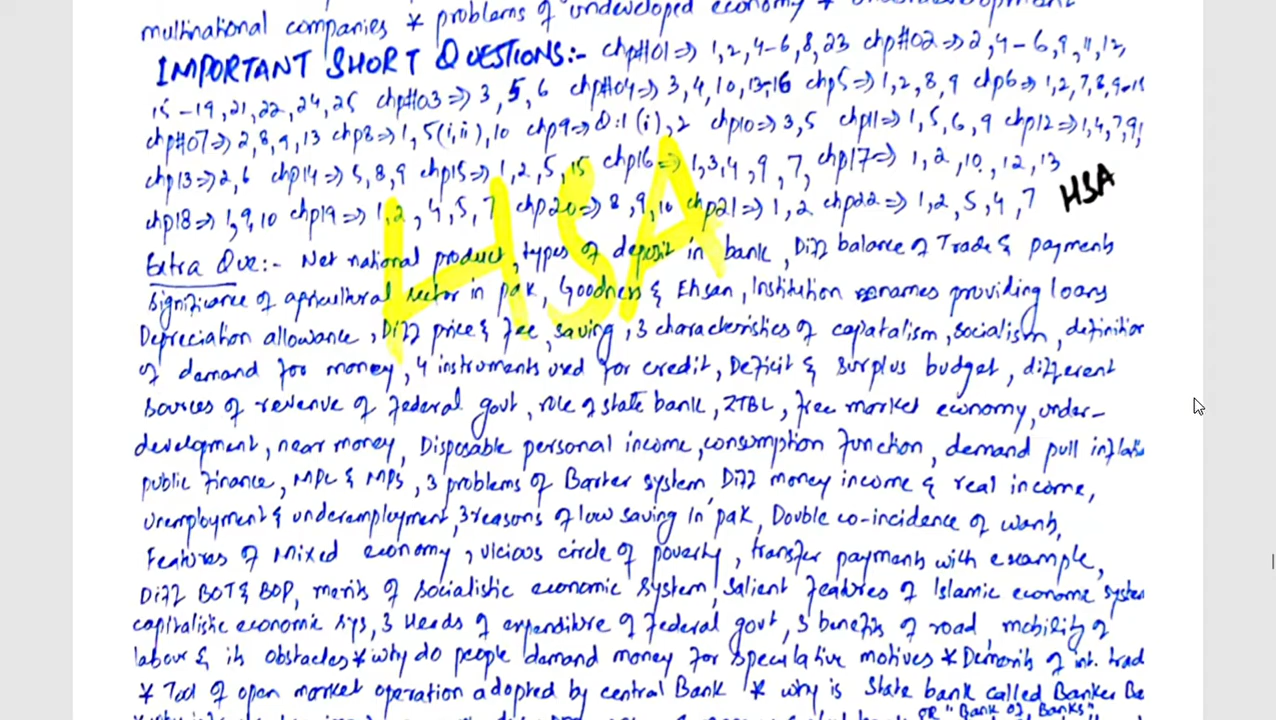 multinational companies * problems of undeveloped economy *
IMPORTANT SHORT QUESTIONS:- chp#01=> 1,2,4-6,8,23 chp#02=> 2,4-6,9,11,12,
15-19,21,22,24,25 chp#03=> 3,5,6 chp#04=> 3,4,10,13-16 chp5=> 1,2,8,9 chp6=> 1,2,7,8,9-15
chp#07=> 2,8,9,13 chp8=> 1,5(i,ii),10 chp9=> Q:1(i),2 chp10=> 3,5 chp11=> 1,5,6,9 chp12=> 1,4,7,9,
chp13=> 2,6 chp14=> 5,8,9 chp15=> 1,2,5,15 chp16=> 1,3,4,9,7, chp17=> 1,2,10,12,13
chp18=> 1,9,10 chp19=> 1,2,4,5,7 chp20=> 8,9,10 chp21=> 1,2 chp22=> 1,2,5,4,7 HSA
HSA
Extra Que:- Net national product, types of deposit in bank, Diff balance of Trade & payments
significance of agricultural sector in pak, Goodness & Ehsan, Institution names providing loans
Depreciation allowance, Diff price & fee, saving, 3 characteristics of capatalism, socialism, definition
of demand for money, 4 instruments used for credit, Deficit & surplus budget, different
sources of revenue of Federal govt, role of state bank, ZTBL, free market economy, under-
development, near money, Disposable personal income, consumption function, demand pull inflatio
public finance, MPC & MPS, 3 problems of Barter system Diff money income & real income,
Unemployment & underemployment, 3 reasons of low saving in pak, Double co-incidence of wants,
Features of Mixed economy, vicious circle of poverty, transfer payments with example,
Diff BOT & BOP, merits of socialistic economic system, salient features of Islamic economic system
capitalistic economic sys, 3 Heads of expenditure of Federal govt, 3 benefits of road, mobility of
labour & its obstacles * why do people demand money for speculative motives * Demerits of int. trad
* Tool of open market operation adopted by central Bank * why is State bank called Banker
OR "Bank of Banks"